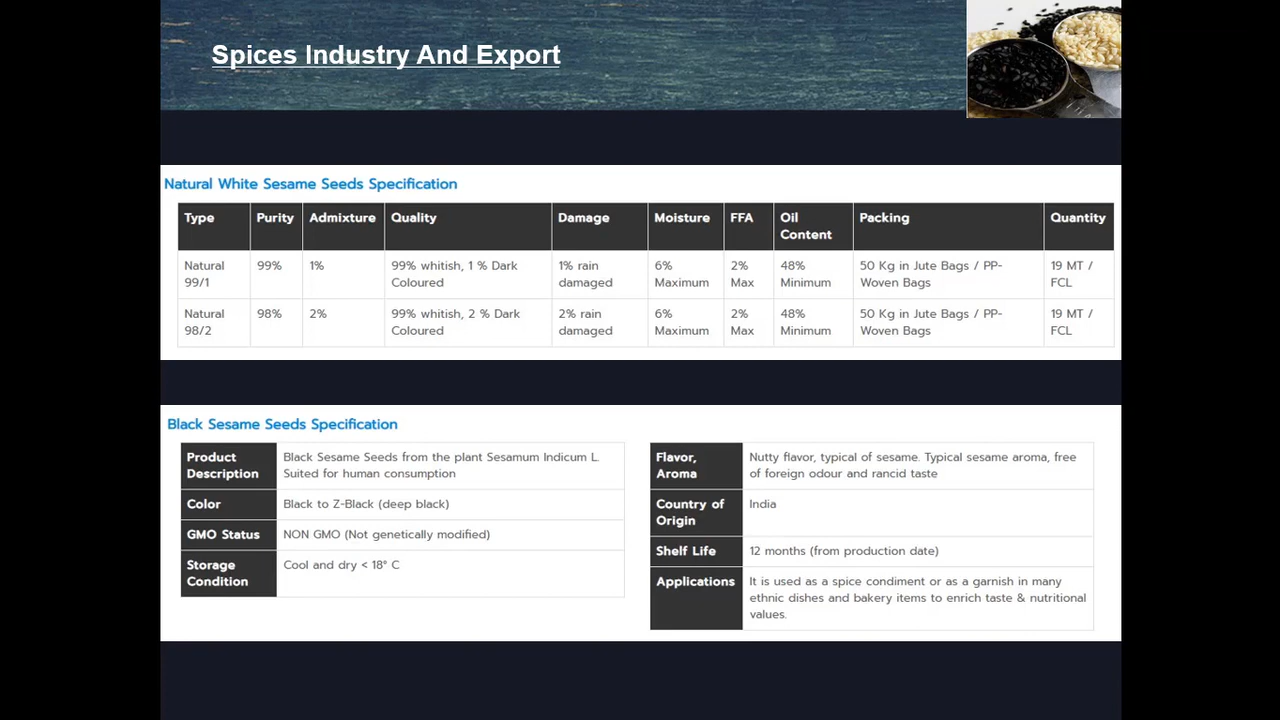 Spices Industry And Export
Natural White Sesame Seeds Specification
Type Purity Admixture Quality Damage Moisture FFA Oil Content Packing Quantity
Natural 99/1 99% 1% 99% whitish, 1 % Dark Coloured 1% rain damaged 6% Maximum 2% Max 48% Minimum 50 Kg in Jute Bags / PP-Woven Bags 19 MT / FCL
Natural 98/2 98% 2% 99% whitish, 2 % Dark Coloured 2% rain damaged 6% Maximum 2% Max 48% Minimum 50 Kg in Jute Bags / PP-Woven Bags 19 MT / FCL
Black Sesame Seeds Specification
Product Description Black Sesame Seeds from the plant Sesamum Indicum L.
Suited for human consumption
Color Black to Z-Black (deep black)
GMO Status NON GMO (Not genetically modified)
Storage Condition Cool and dry < 18° C
Flavor, Aroma Nutty flavor, typical of sesame. Typical sesame aroma, free
of foreign odour and rancid taste
Country of Origin India
Shelf Life 12 months (from production date)
Applications It is used as a spice condiment or as a garnish in many
ethnic dishes and bakery items to enrich taste & nutritional
values.